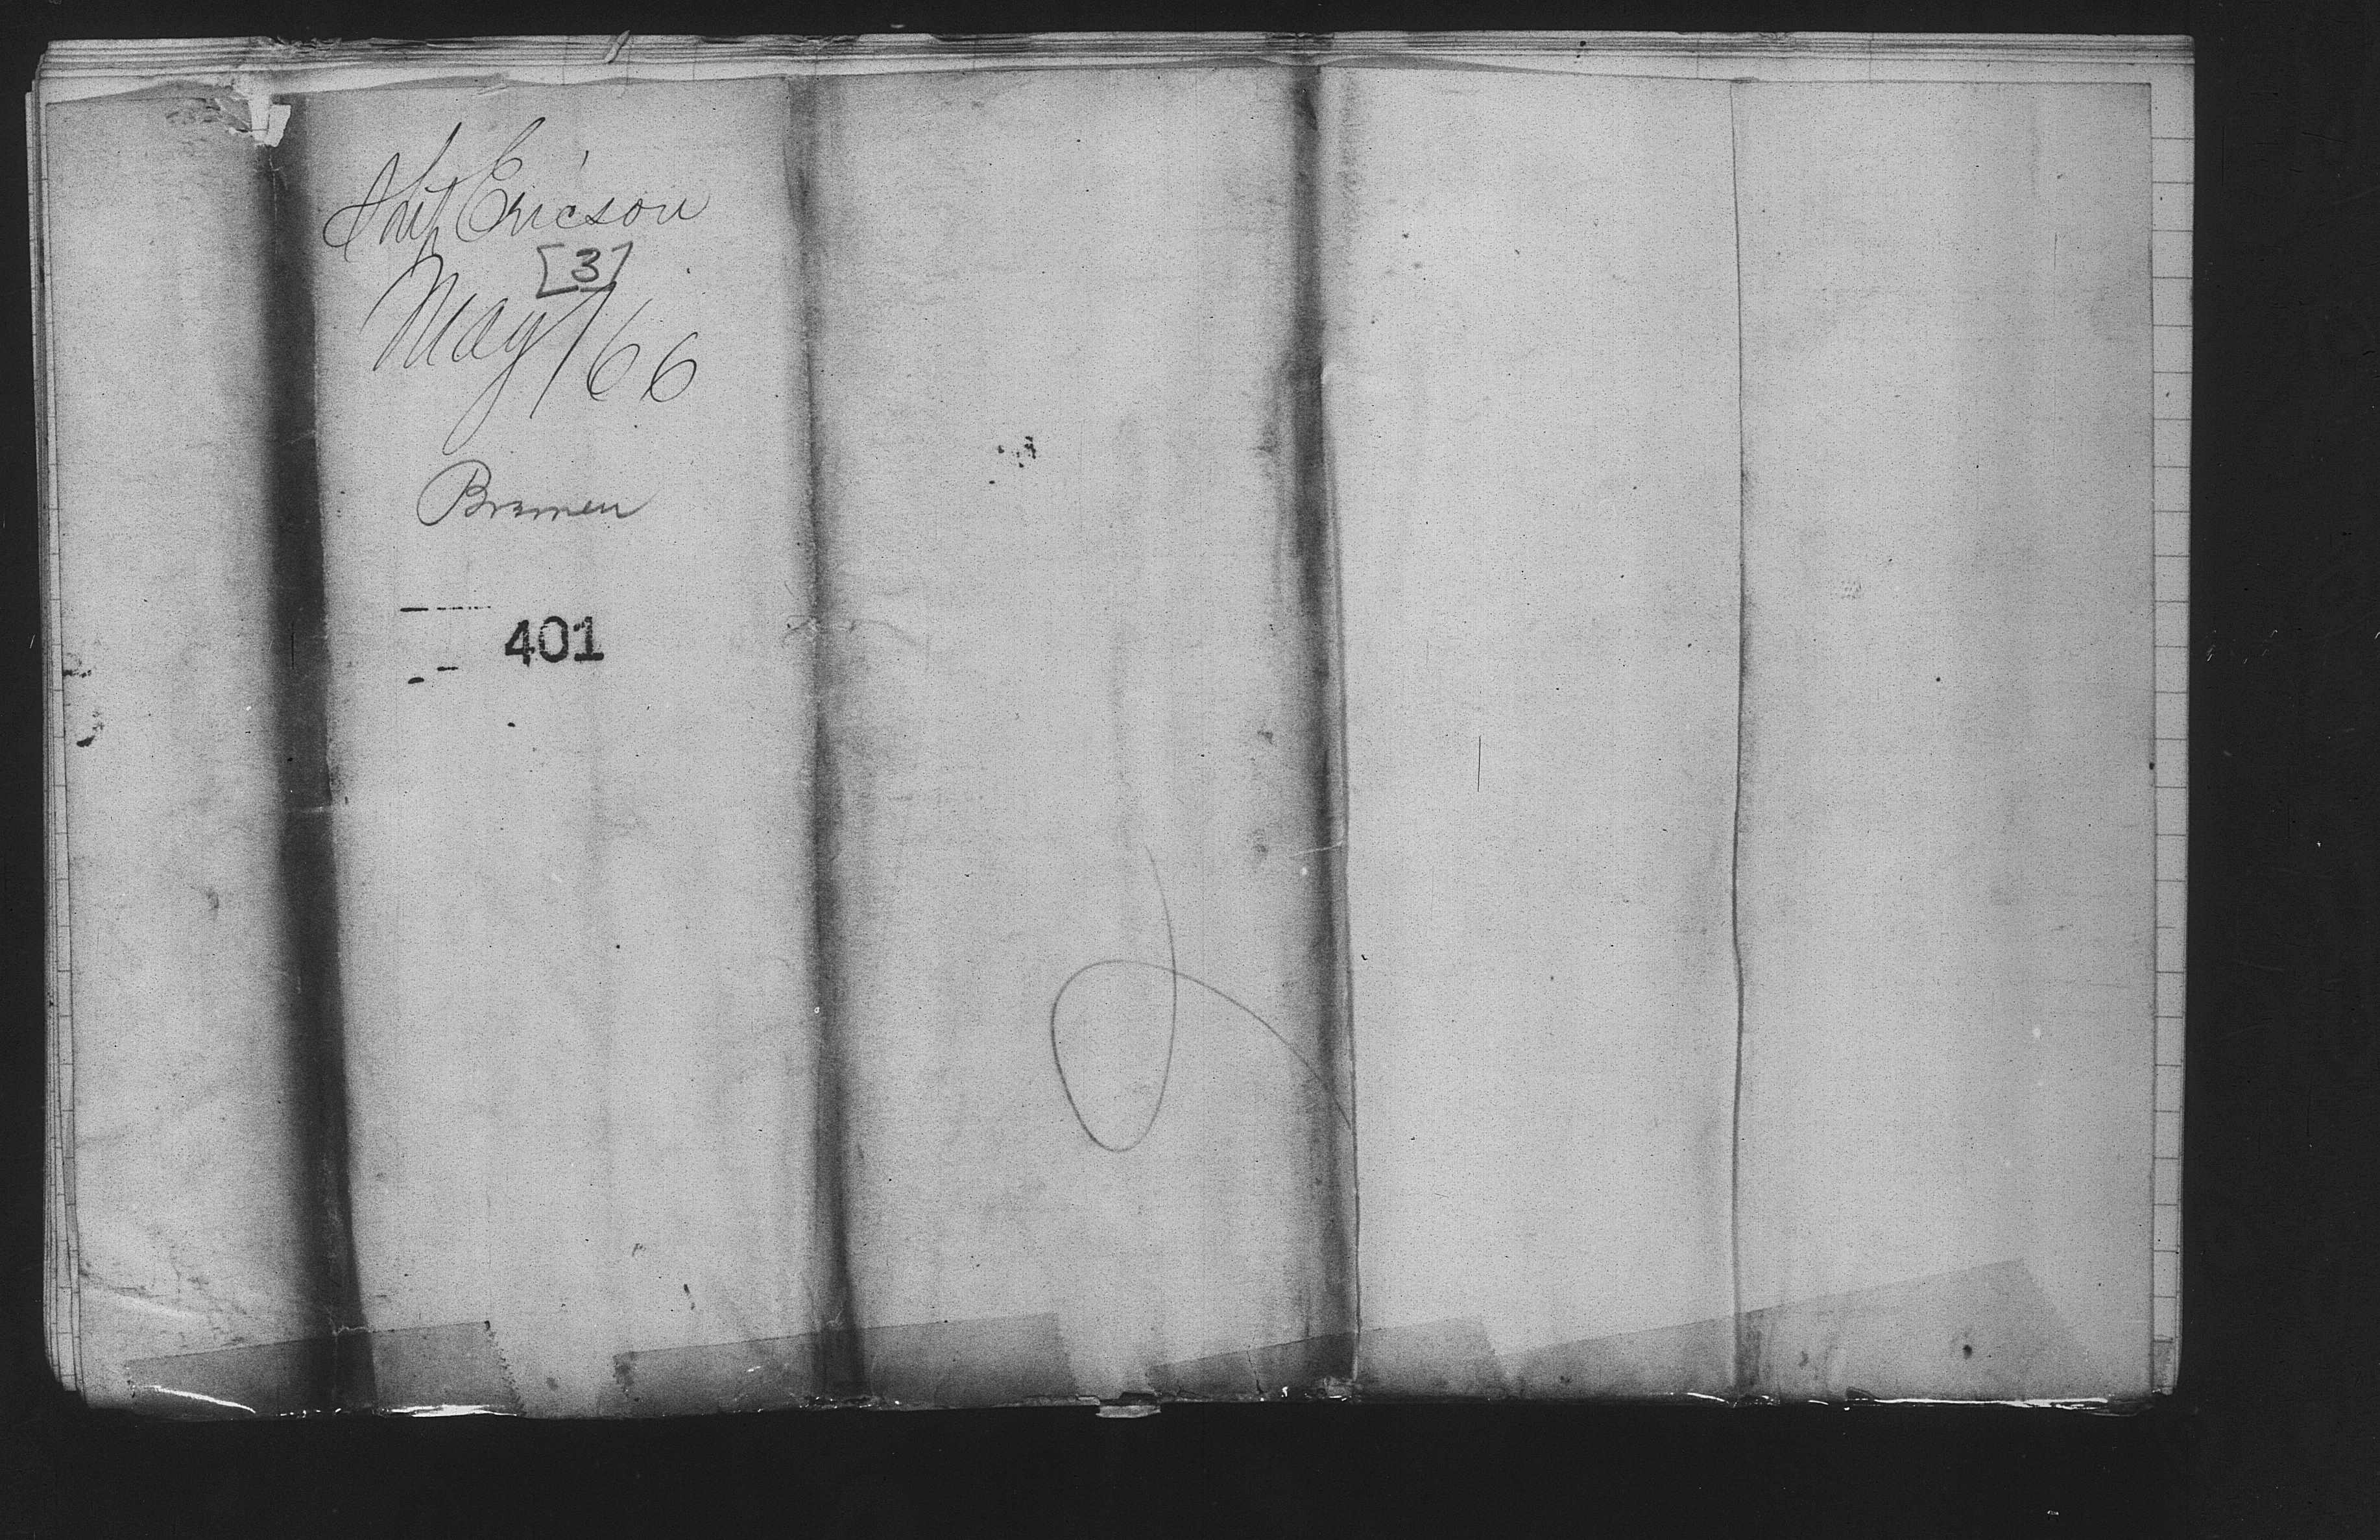 Ship Ericson
[3]
May /66
Bremen
401